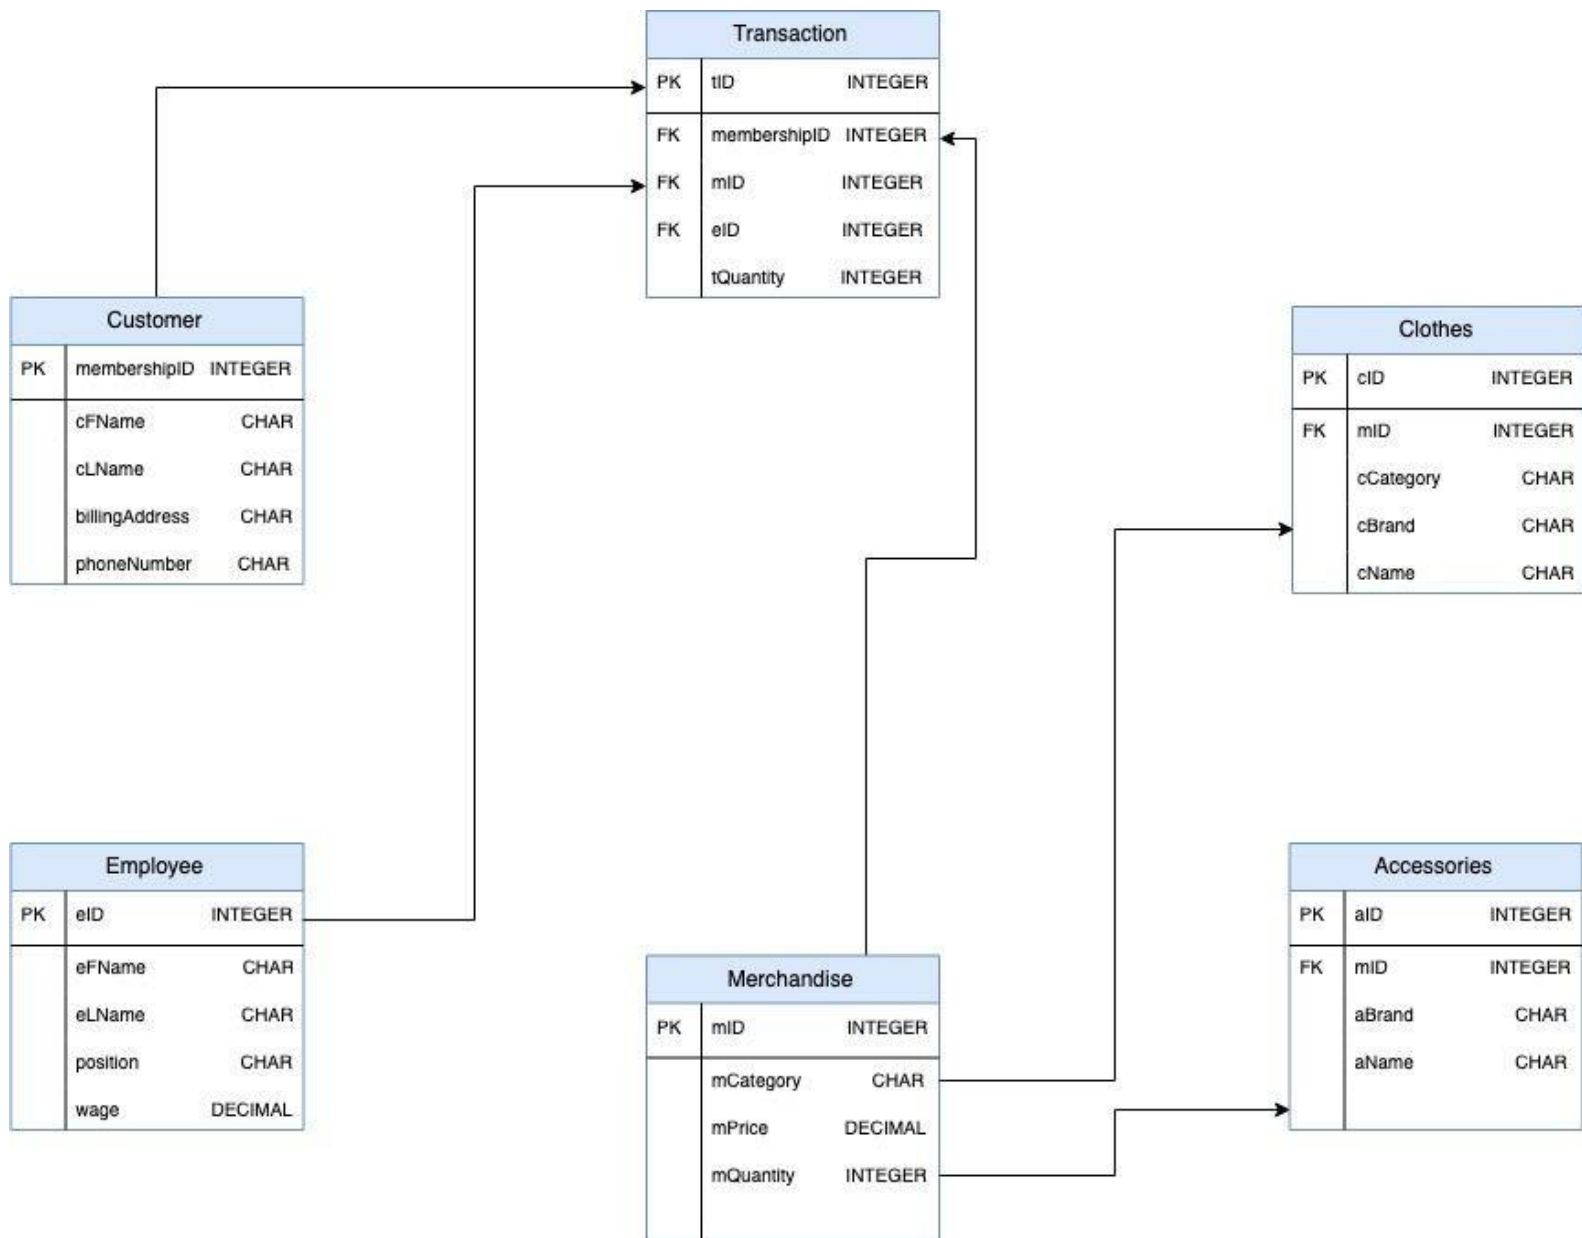 Transaction
PK tID INTEGER
FK membershipID INTEGER
FK mID INTEGER
FK eID INTEGER
tQuantity INTEGER
Customer
PK membershipID INTEGER
cFName CHAR
cLName CHAR
billingAddress CHAR
phoneNumber CHAR
Clothes
PK cID INTEGER
FK mID INTEGER
cCategory CHAR
cBrand CHAR
cName CHAR
Employee
PK eID INTEGER
eFName CHAR
eLName CHAR
position CHAR
wage DECIMAL
Merchandise
PK mID INTEGER
mCategory CHAR
mPrice DECIMAL
mQuantity INTEGER
Accessories
PK aID INTEGER
FK mID INTEGER
aBrand CHAR
aName CHAR